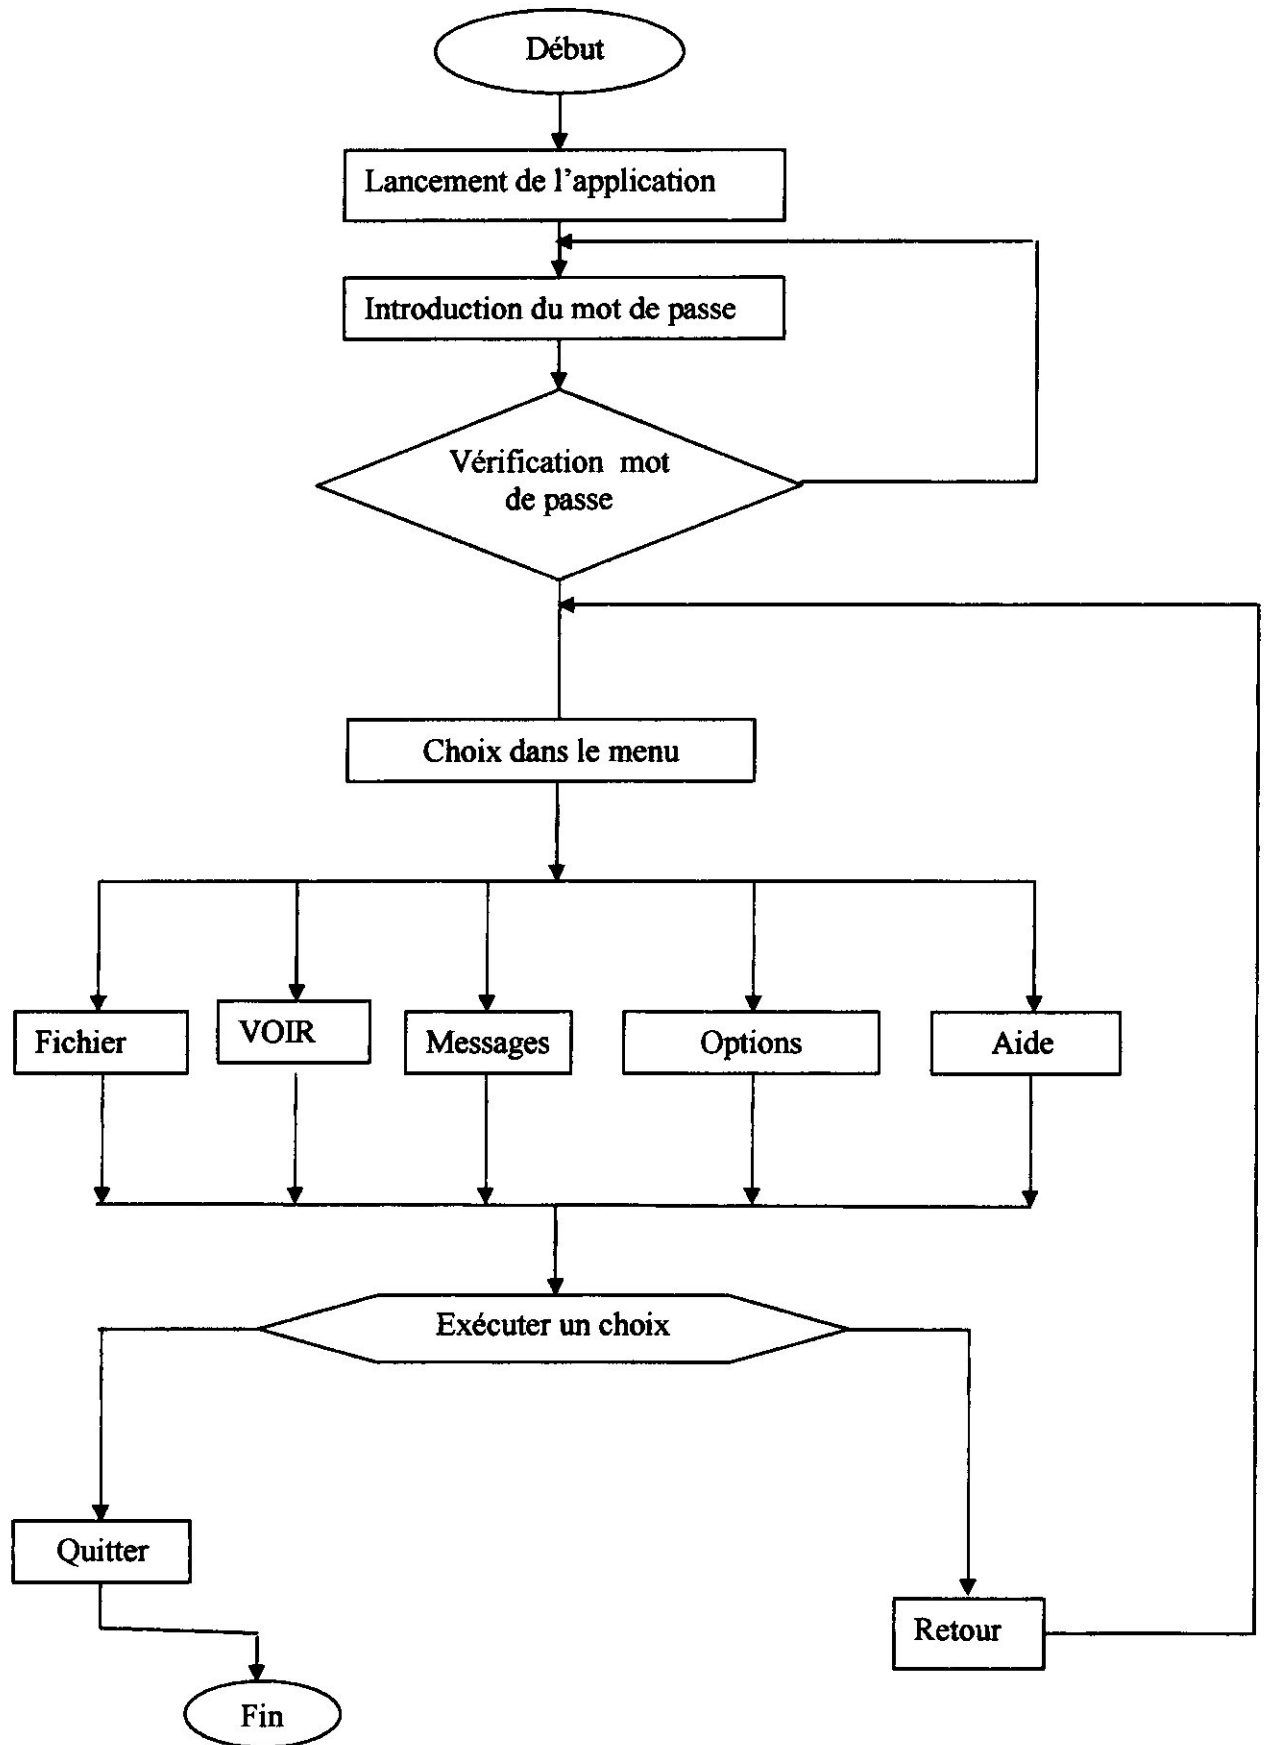 Début
Lancement de l’application
Introduction du mot de passe
Vérification mot
de passe
Choix dans le menu
Fichier
VOIR
Messages
Options
Aide
Exécuter un choix
Quitter
Retour
Fin